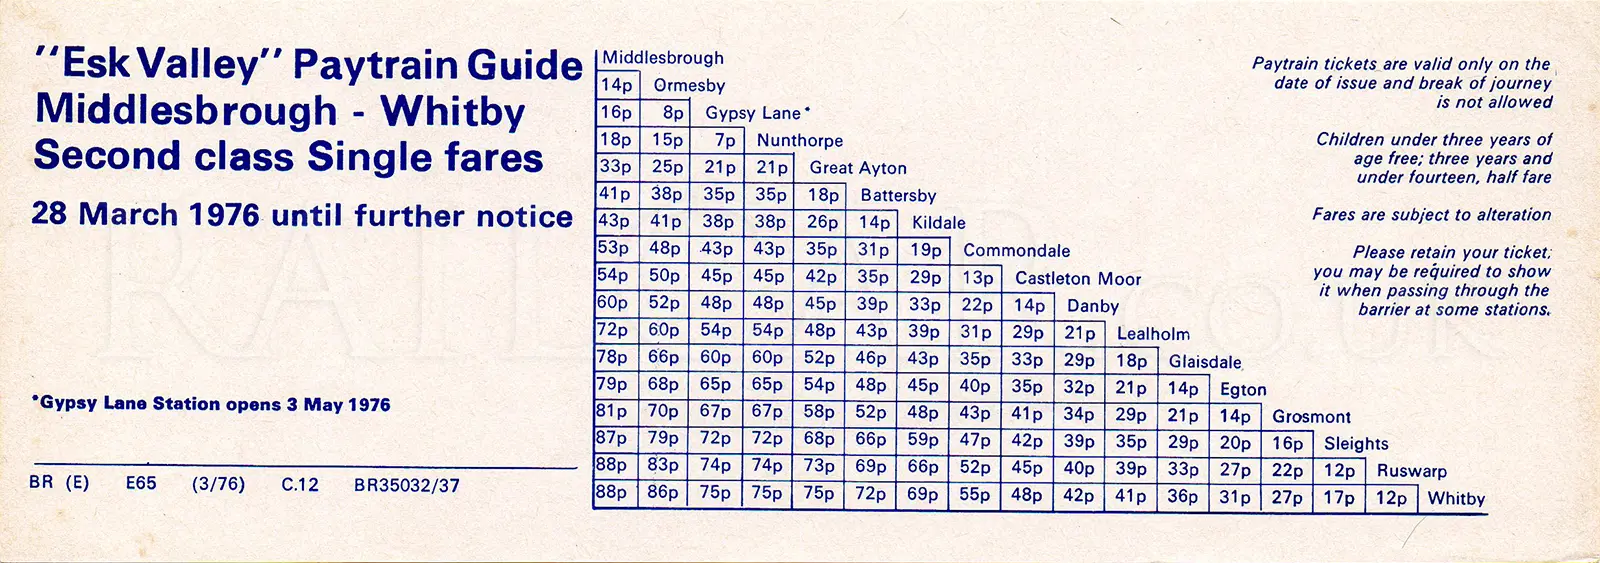 "Esk Valley" Paytrain Guide
Middlesbrough - Whitby
Second class Single fares
28 March 1976 until further notice
*Gypsy Lane Station opens 3 May 1976
BR (E) E65 (3/76) C.12 BR35032/37
Middlesbrough
14p Ormesby
16p 8p Gypsy Lane*
18p 15p 7p Nunthorpe
33p 25p 21p 21p Great Ayton
41p 38p 35p 35p 18p Battersby
43p 41p 38p 38p 26p 14p Kildale
53p 48p 43p 43p 35p 31p 19p Commondale
54p 50p 45p 45p 42p 35p 29p 13p Castleton Moor
60p 52p 48p 48p 45p 39p 33p 22p 14p Danby
72p 60p 54p 54p 48p 43p 39p 31p 29p 21p Lealholm
78p 66p 60p 60p 52p 46p 43p 35p 33p 29p 18p Glaisdale
79p 68p 65p 65p 54p 48p 45p 40p 35p 32p 21p 14p Egton
81p 70p 67p 67p 58p 52p 48p 43p 41p 34p 29p 21p 14p Grosmont
87p 79p 72p 72p 68p 66p 59p 47p 42p 39p 35p 29p 20p 16p Sleights
88p 83p 74p 74p 73p 69p 66p 52p 45p 40p 39p 33p 27p 22p 12p Ruswarp
88p 86p 75p 75p 75p 72p 69p 55p 48p 42p 41p 36p 31p 27p 17p 12p Whitby
Paytrain tickets are valid only on the
date of issue and break of journey
is not allowed
Children under three years of
age free; three years and
under fourteen, half fare
Fares are subject to alteration
Please retain your ticket;
you may be required to show
it when passing through the
barrier at some stations.